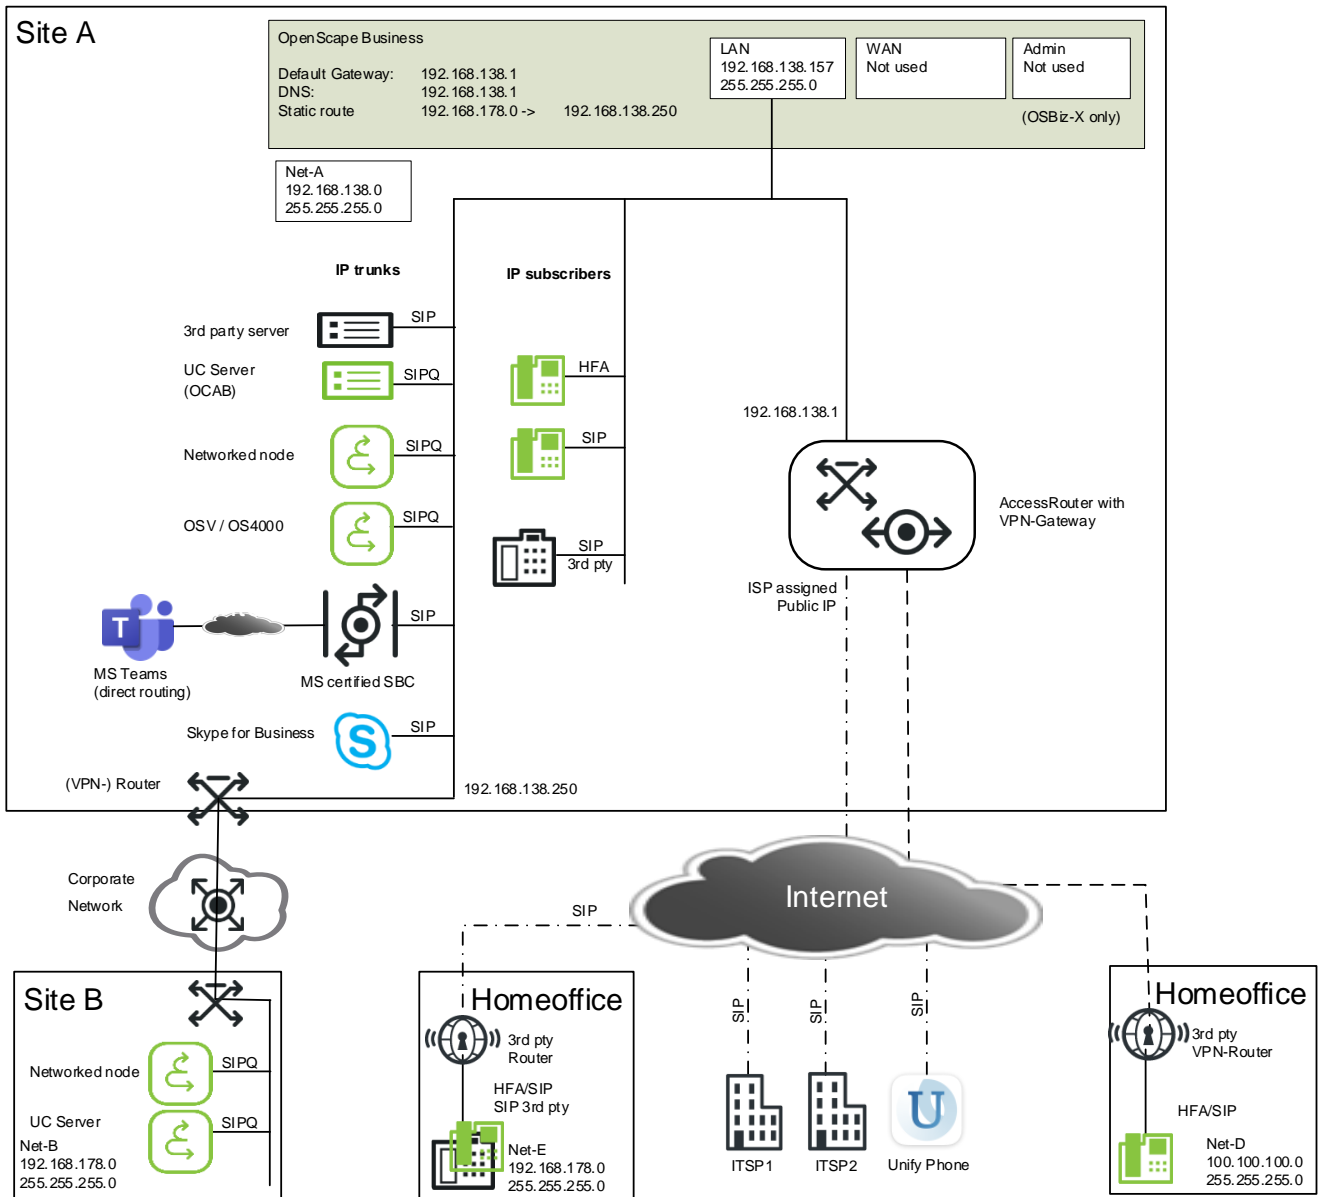 Site A
OpenScape Business
Default Gateway: 192.168.138.1
DNS: 192.168.138.1
Static route 192.168.178.0 -> 192.168.138.250
LAN
192.168.138.157
255.255.255.0
WAN
Not used
Admin
Not used
(OSBiz-X only)
Net-A
192.168.138.0
255.255.255.0
IP trunks
IP subscribers
3rd party server
SIP
UC Server
(OCAB)
SIPQ
HFA
Networked node
SIPQ
SIP
OSV / OS4000
SIPQ
SIP
3rd pty
192.168.138.1
AccessRouter with
VPN-Gateway
ISP assigned
Public IP
T
MS Teams
(direct routing)
MS certified SBC
SIP
Skype for Business
S
SIP
(VPN-) Router
192.168.138.250
Corporate
Network
Internet
SIP
SIP
SIP
SIP
Site B
Networked node
SIPQ
UC Server
SIPQ
Net-B
192.168.178.0
255.255.255.0
Homeoffice
3rd pty
Router
HFA/SIP
SIP 3rd pty
Net-E
192.168.178.0
255.255.255.0
ITSP1
ITSP2
U
Unify Phone
Homeoffice
3rd pty
VPN-Router
HFA/SIP
Net-D
100.100.100.0
255.255.255.0